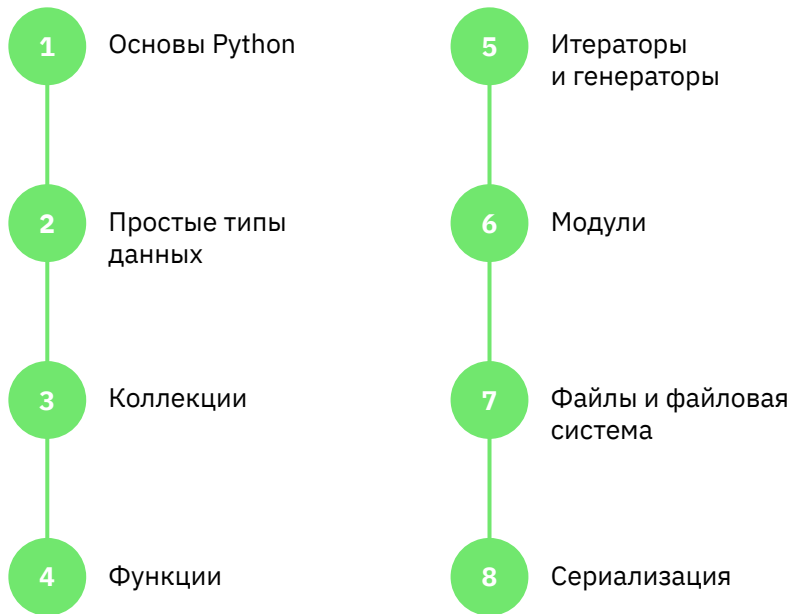 1
Основы Python
2
Простые типы
данных
3
Коллекции
4
Функции
5
Итераторы
и генераторы
6
Модули
7
Файлы и файловая
система
8
Сериализация